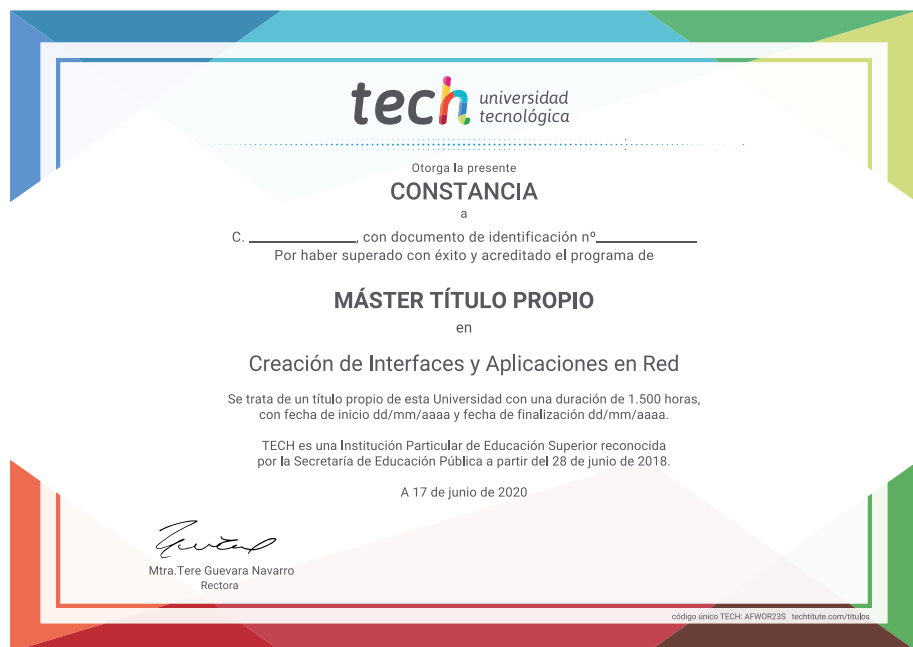 tech universidad
tecnológica
Otorga la presente
CONSTANCIA
a
C. ____________, con documento de identificación nº____________
Por haber superado con éxito y acreditado el programa de
MÁSTER TÍTULO PROPIO
en
Creación de Interfaces y Aplicaciones en Red
Se trata de un título propio de esta Universidad con una duración de 1.500 horas,
con fecha de inicio dd/mm/aaaa y fecha de finalización dd/mm/aaaa.
TECH es una Institución Particular de Educación Superior reconocida
por la Secretaría de Educación Pública a partir del 28 de junio de 2018.
A 17 de junio de 2020
Mtra.Tere Guevara Navarro
Rectora
código único TECH: AFWOR23S techtitute.com/titulos